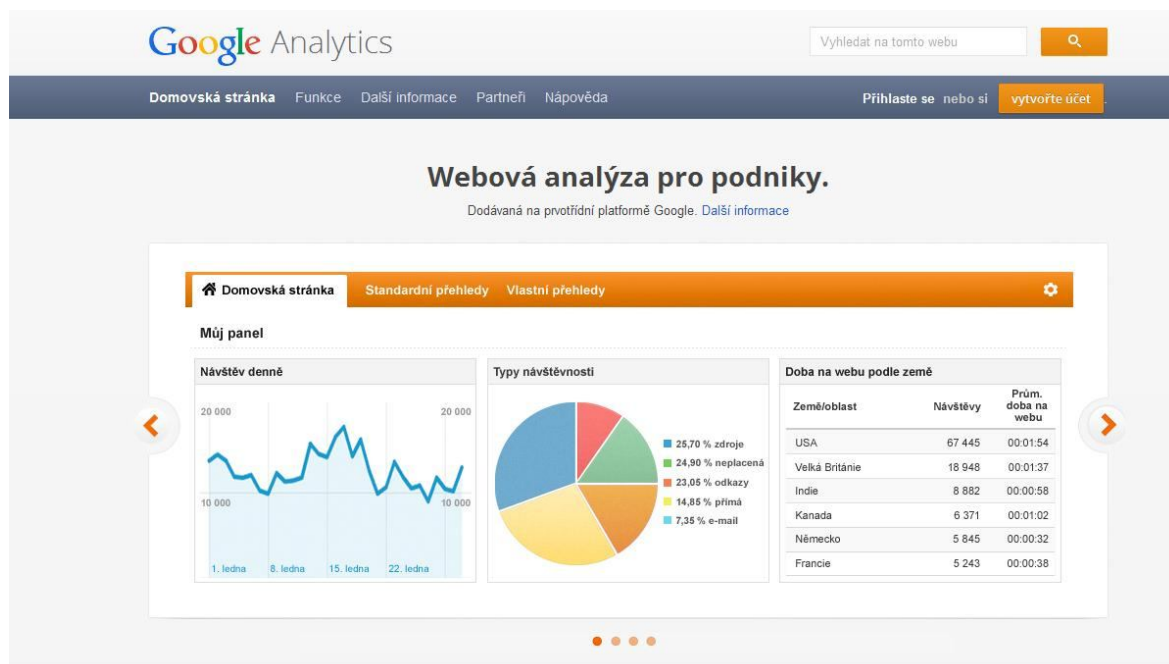 Google Analytics
Vyhledat na tomto webu
Domovská stránka Funkce Další informace Partneři Nápověda Přihlaste se nebo si vytvořte účet.
Webová analýza pro podniky.
Dodávaná na prvotřídní platformě Google. Další informace
Domovská stránka Standardní přehledy Vlastní přehledy
Můj panel
Návštěv denně
20 000 20 000
10 000 10 000
1. ledna 8. ledna 15. ledna 22. ledna
Typy návštěvnosti
25,70 % zdroje
24,90 % neplacená
23,05 % odkazy
14,85 % přímá
7,35 % e-mail
Doba na webu podle země
Země/oblast Návštěvy Prům. doba na webu
USA 67 445 00:01:54
Velká Británie 18 948 00:01:37
Indie 8 882 00:00:58
Kanada 6 371 00:01:02
Německo 5 845 00:00:32
Francie 5 243 00:00:38